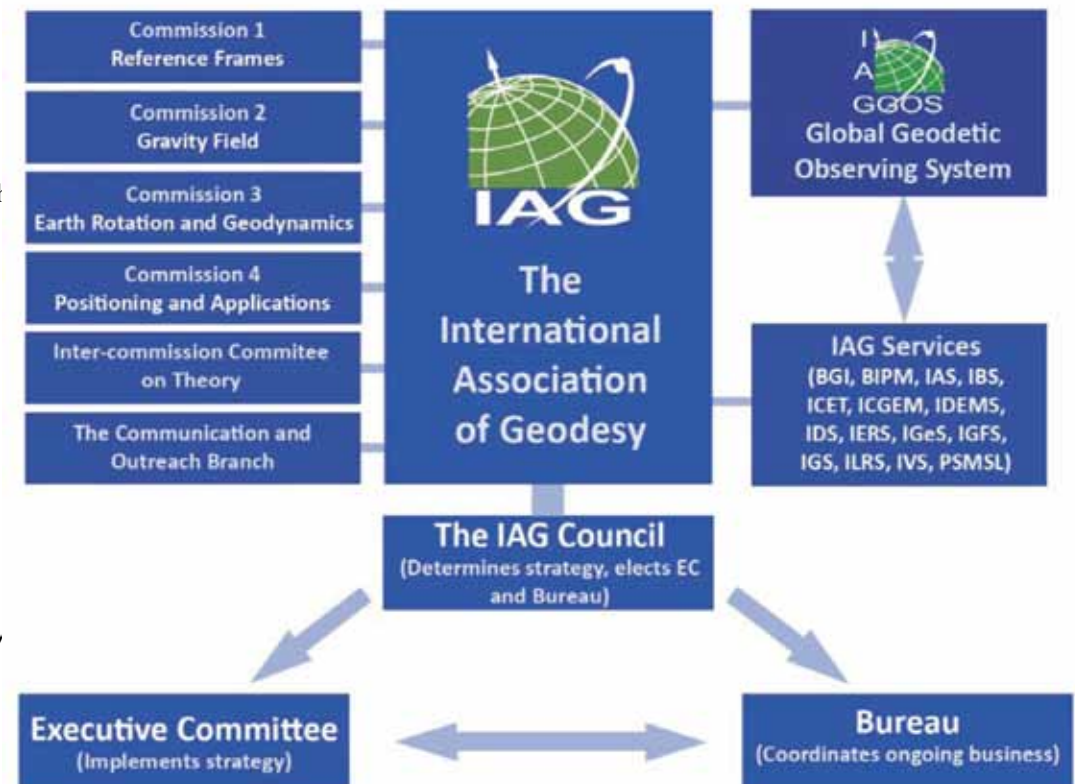 Commission 1
Reference Frames
Commission 2
Gravity Field
Commission 3
Earth Rotation and Geodynamics
Commission 4
Positioning and Applications
Inter-commission Commitee
on Theory
The Communication and
Outreach Branch
IAG
The
International
Association
of Geodesy
I
A
GGOS
Global Geodetic
Observing System
IAG Services
(BGI, BIPM, IAS, IBS,
ICET, ICGEM, IDEMS,
IDS, IERS, IGeS, IGFS,
IGS, ILRS, IVS, PSMSL)
The IAG Council
(Determines strategy, elects EC
and Bureau)
Executive Committee
(Implements strategy)
Bureau
(Coordinates ongoing business)